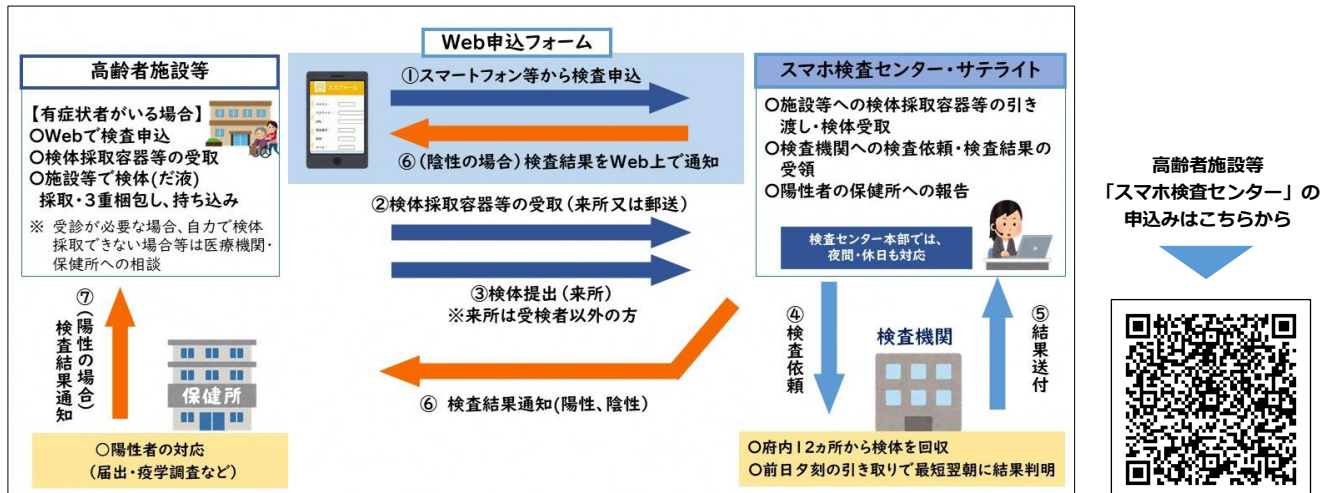 Web申込フォーム
高齢者施設等
【有症状者がいる場合】
○Webで検査申込
○検体採取容器等の受取
○施設等で検体(だ液)
採取・3重梱包し、持ち込み
※ 受診が必要な場合、自力で検体
採取できない場合等は医療機関・
保健所への相談
①スマートフォン等から検査申込
⑥(陰性の場合)検査結果をWeb上で通知
②検体採取容器等の受取(来所又は郵送)
③検体提出(来所)
※来所は受検者以外の方
⑥ 検査結果通知(陽性、陰性)
スマホ検査センター・サテライト
○施設等への検体採取容器等の引き
渡し・検体受取
○検査機関への検査依頼・検査結果の
受領
○陽性者の保健所への報告
検査センター本部では、
夜間・休日も対応
④検査依頼
検査機関
⑤結果送付
○府内12ヵ所から検体を回収
○前日夕刻の引き取りで最短翌朝に結果判明
⑦(陽性の場合)
検査結果通知
保健所
○陽性者の対応
(届出・疫学調査など)
高齢者施設等
「スマホ検査センター」の
申込みはこちらから